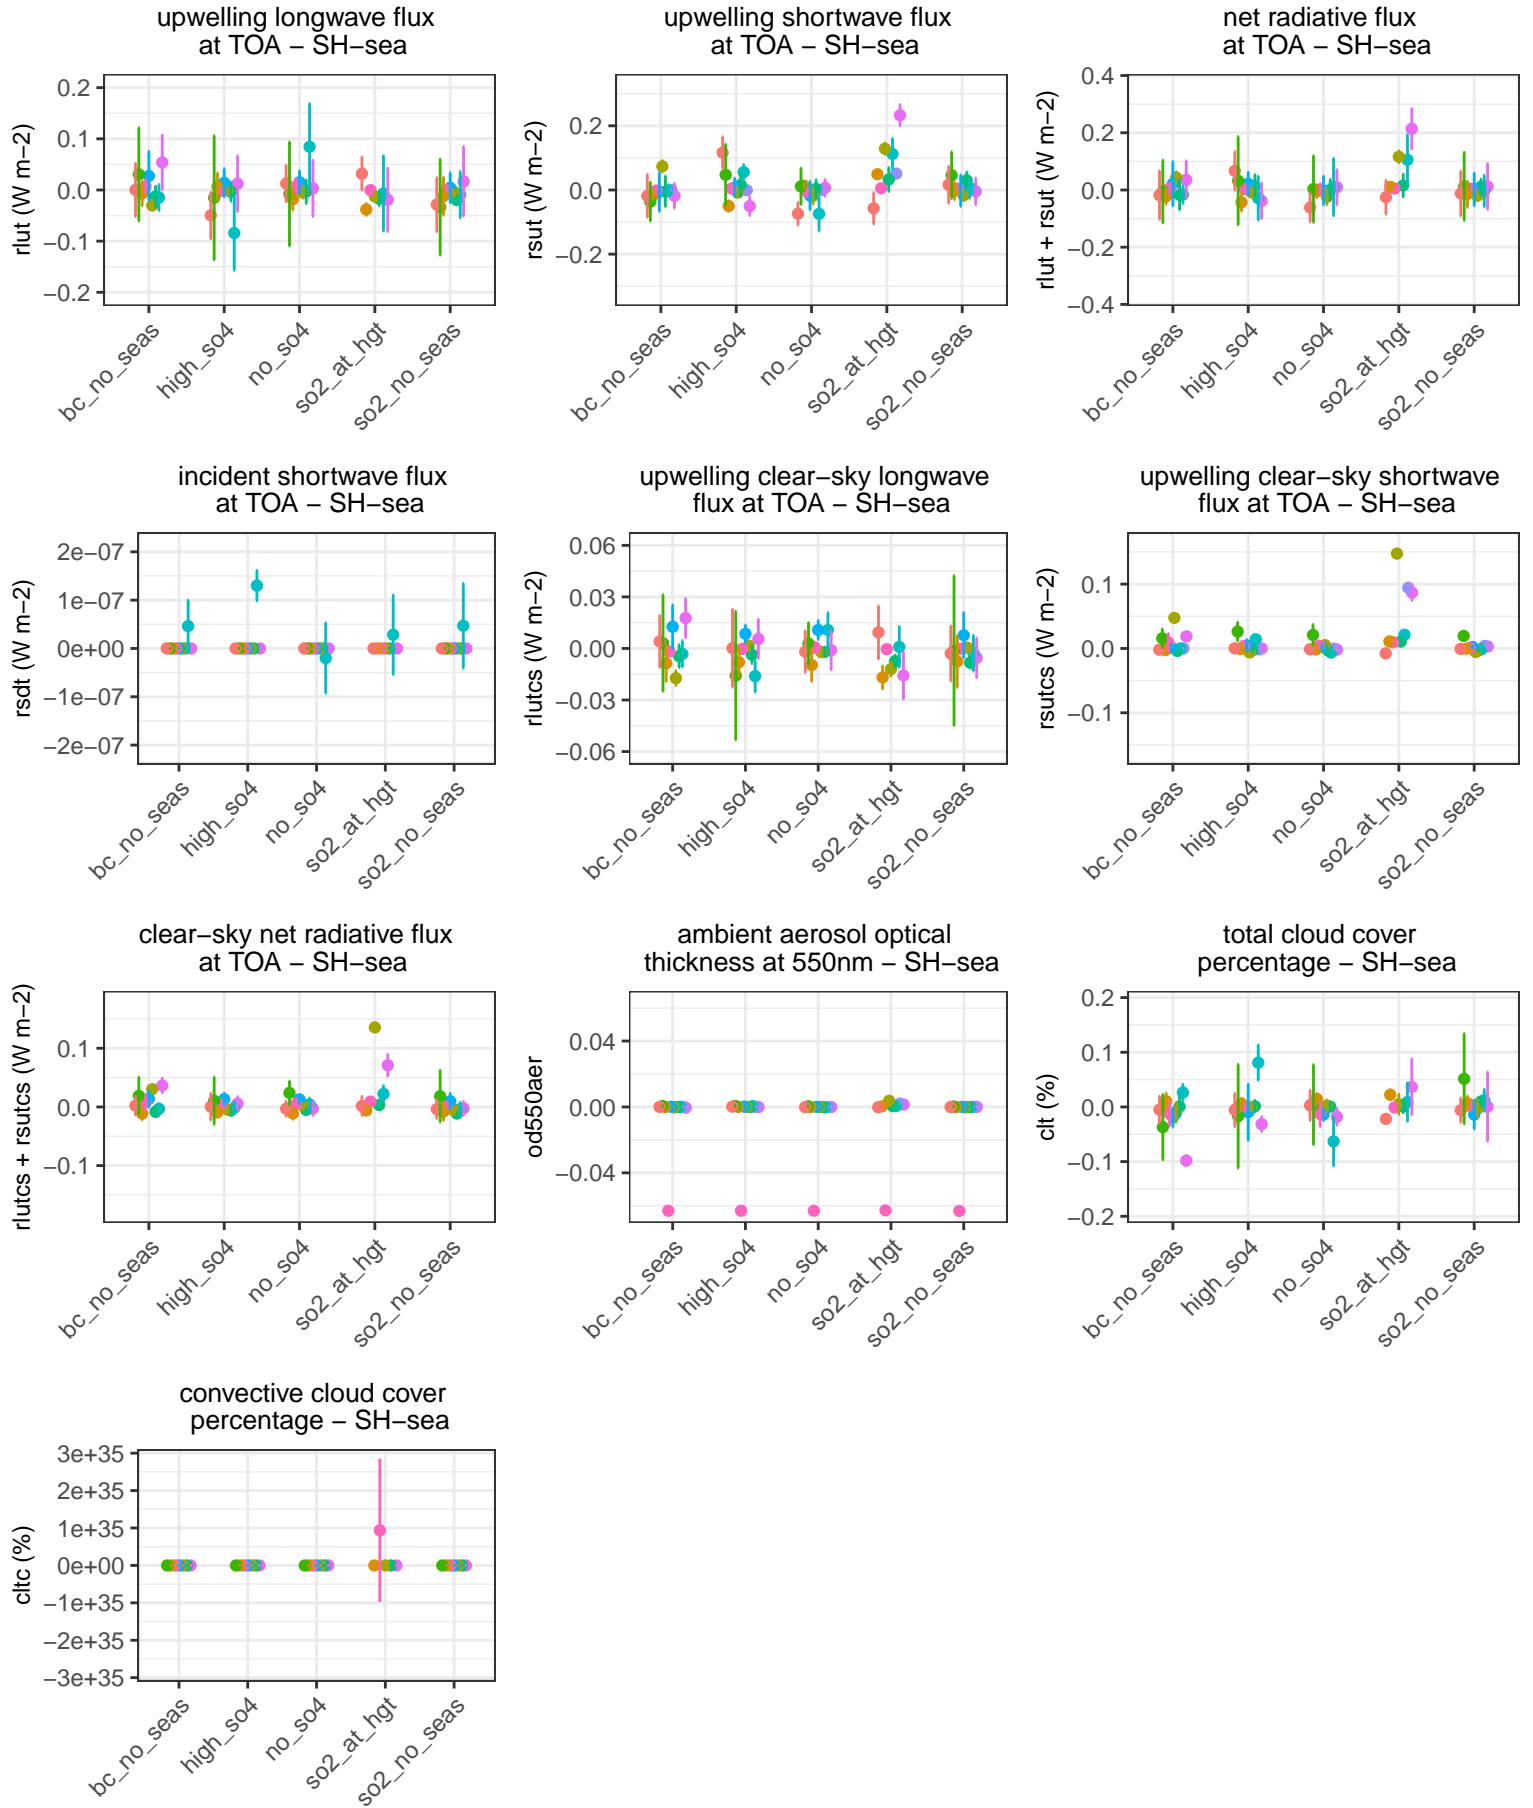 upwelling longwave flux
at TOA − SH−sea
rlut (W m−2)
0.2
0.1
0.0
−0.1
−0.2
bc_no_seas
high_so4
no_so4
so2_at_hgt
so2_no_seas
upwelling shortwave flux
at TOA − SH−sea
rsut (W m−2)
0.2
0.0
−0.2
bc_no_seas
high_so4
no_so4
so2_at_hgt
so2_no_seas
net radiative flux
at TOA − SH−sea
rlut + rsut (W m−2)
0.4
0.2
0.0
−0.2
−0.4
bc_no_seas
high_so4
no_so4
so2_at_hgt
so2_no_seas
incident shortwave flux
at TOA − SH−sea
rsdt (W m−2)
2e−07
1e−07
0e+00
−1e−07
−2e−07
bc_no_seas
high_so4
no_so4
so2_at_hgt
so2_no_seas
upwelling clear−sky longwave
flux at TOA − SH−sea
rlutcs (W m−2)
0.06
0.03
0.00
−0.03
−0.06
bc_no_seas
high_so4
no_so4
so2_at_hgt
so2_no_seas
upwelling clear−sky shortwave
flux at TOA − SH−sea
rsutcs (W m−2)
0.1
0.0
−0.1
bc_no_seas
high_so4
no_so4
so2_at_hgt
so2_no_seas
clear−sky net radiative flux
at TOA − SH−sea
rlutcs + rsutcs (W m−2)
0.1
0.0
−0.1
bc_no_seas
high_so4
no_so4
so2_at_hgt
so2_no_seas
ambient aerosol optical
thickness at 550nm − SH−sea
od550aer
0.04
0.00
−0.04
bc_no_seas
high_so4
no_so4
so2_at_hgt
so2_no_seas
total cloud cover
percentage − SH−sea
clt (%)
0.2
0.1
0.0
−0.1
−0.2
bc_no_seas
high_so4
no_so4
so2_at_hgt
so2_no_seas
convective cloud cover
percentage − SH−sea
cltc (%)
3e+35
2e+35
1e+35
0e+00
−1e+35
−2e+35
−3e+35
bc_no_seas
high_so4
no_so4
so2_at_hgt
so2_no_seas